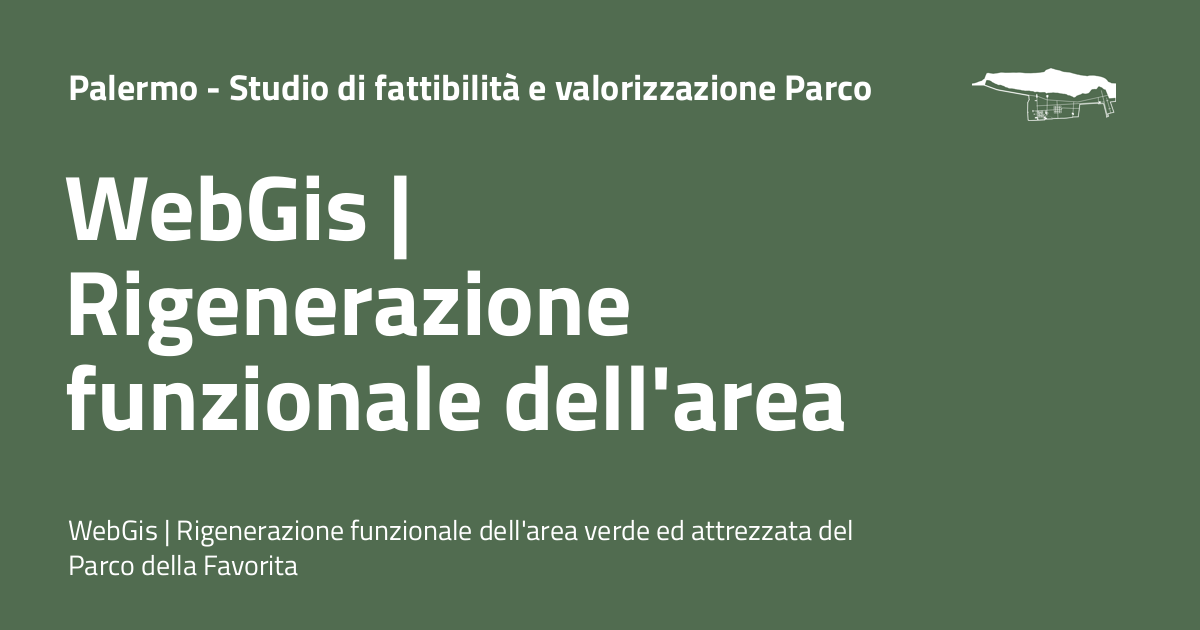 Palermo - Studio di fattibilità e valorizzazione Parco
WebGis |
Rigenerazione
funzionale dell'area
WebGis | Rigenerazione funzionale dell'area verde ed attrezzata del
Parco della Favorita